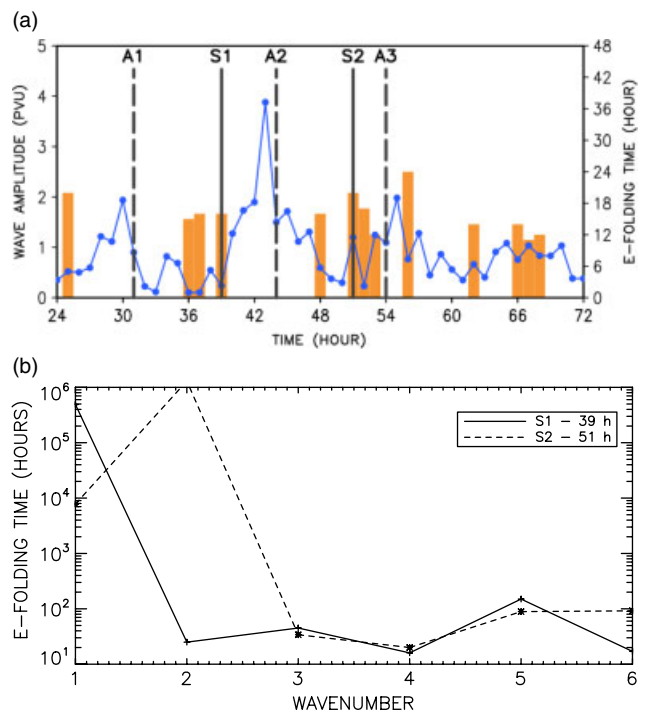 (a)
A1 S1 A2 S2 A3
5 48
42
4 36
3 30
24
2 18
1 12
6
0 0
WAVE AMPLITUDE (PVU)
E-FOLDING TIME (HOUR)
24 30 36 42 48 54 60 66 72
TIME (HOUR)
(b)
10^6
10^5
10^4
10^3
10^2
10^1
E-FOLDING TIME (HOURS)
S1 - 39 h
S2 - 51 h
1 2 3 4 5 6
WAVENUMBER